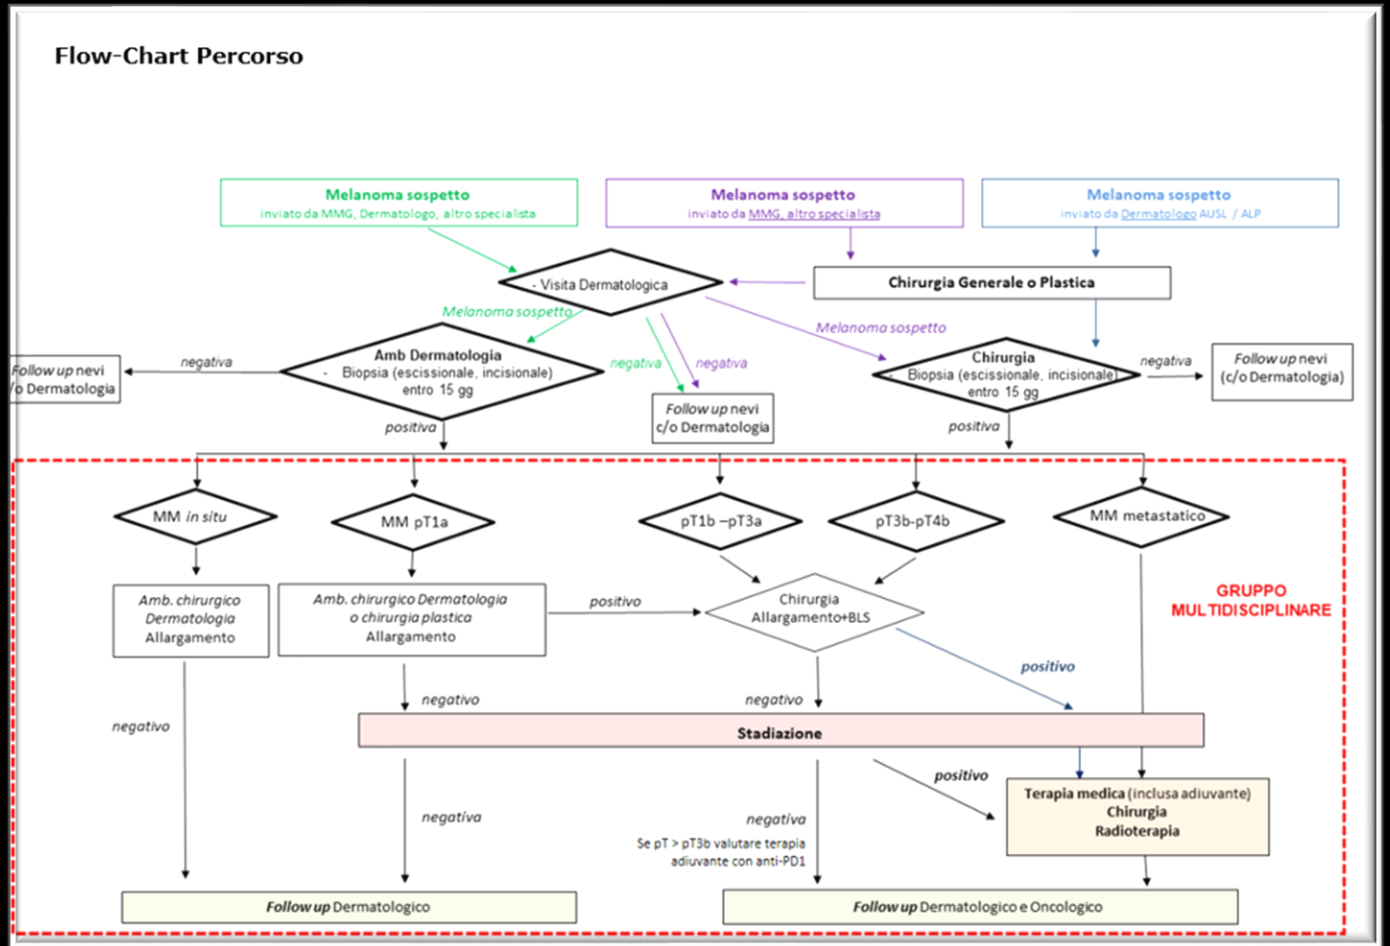 Flow-Chart Percorso
Melanoma sospetto
inviato da MMG, Dermatologo, altro specialista
Melanoma sospetto
inviato da MMG, altro specialista
Melanoma sospetto
inviato da Dermatologo AUSL / ALP
- Visita Dermatologica
Chirurgia Generale o Plastica
Melanoma sospetto
Melanoma sospetto
Follow up nevi
/o Dermatologia
negativa
Amb Dermatologia
- Biopsia (escissionale, incisionale)
entro 15 gg
negativa
negativa
Follow up nevi
c/o Dermatologia
Chirurgia
- Biopsia (escissionale, incisionale)
entro 15 gg
negativa
Follow up nevi
(c/o Dermatologia)
positiva
positiva
MM in situ
MM pT1a
pT1b –pT3a
pT3b-pT4b
MM metastatico
Amb. chirurgico
Dermatologia
Allargamento
Amb. chirurgico Dermatologia
o chirurgia plastica
Allargamento
positivo
Chirurgia
Allargamento+BLS
GRUPPO
MULTIDISCIPLINARE
positivo
negativo
negativo
negativo
Stadiazione
positivo
Terapia medica (inclusa adiuvante)
Chirurgia
Radioterapia
negativa
negativa
Se pT > pT3b valutare terapia
adiuvante con anti-PD1
Follow up Dermatologico
Follow up Dermatologico e Oncologico